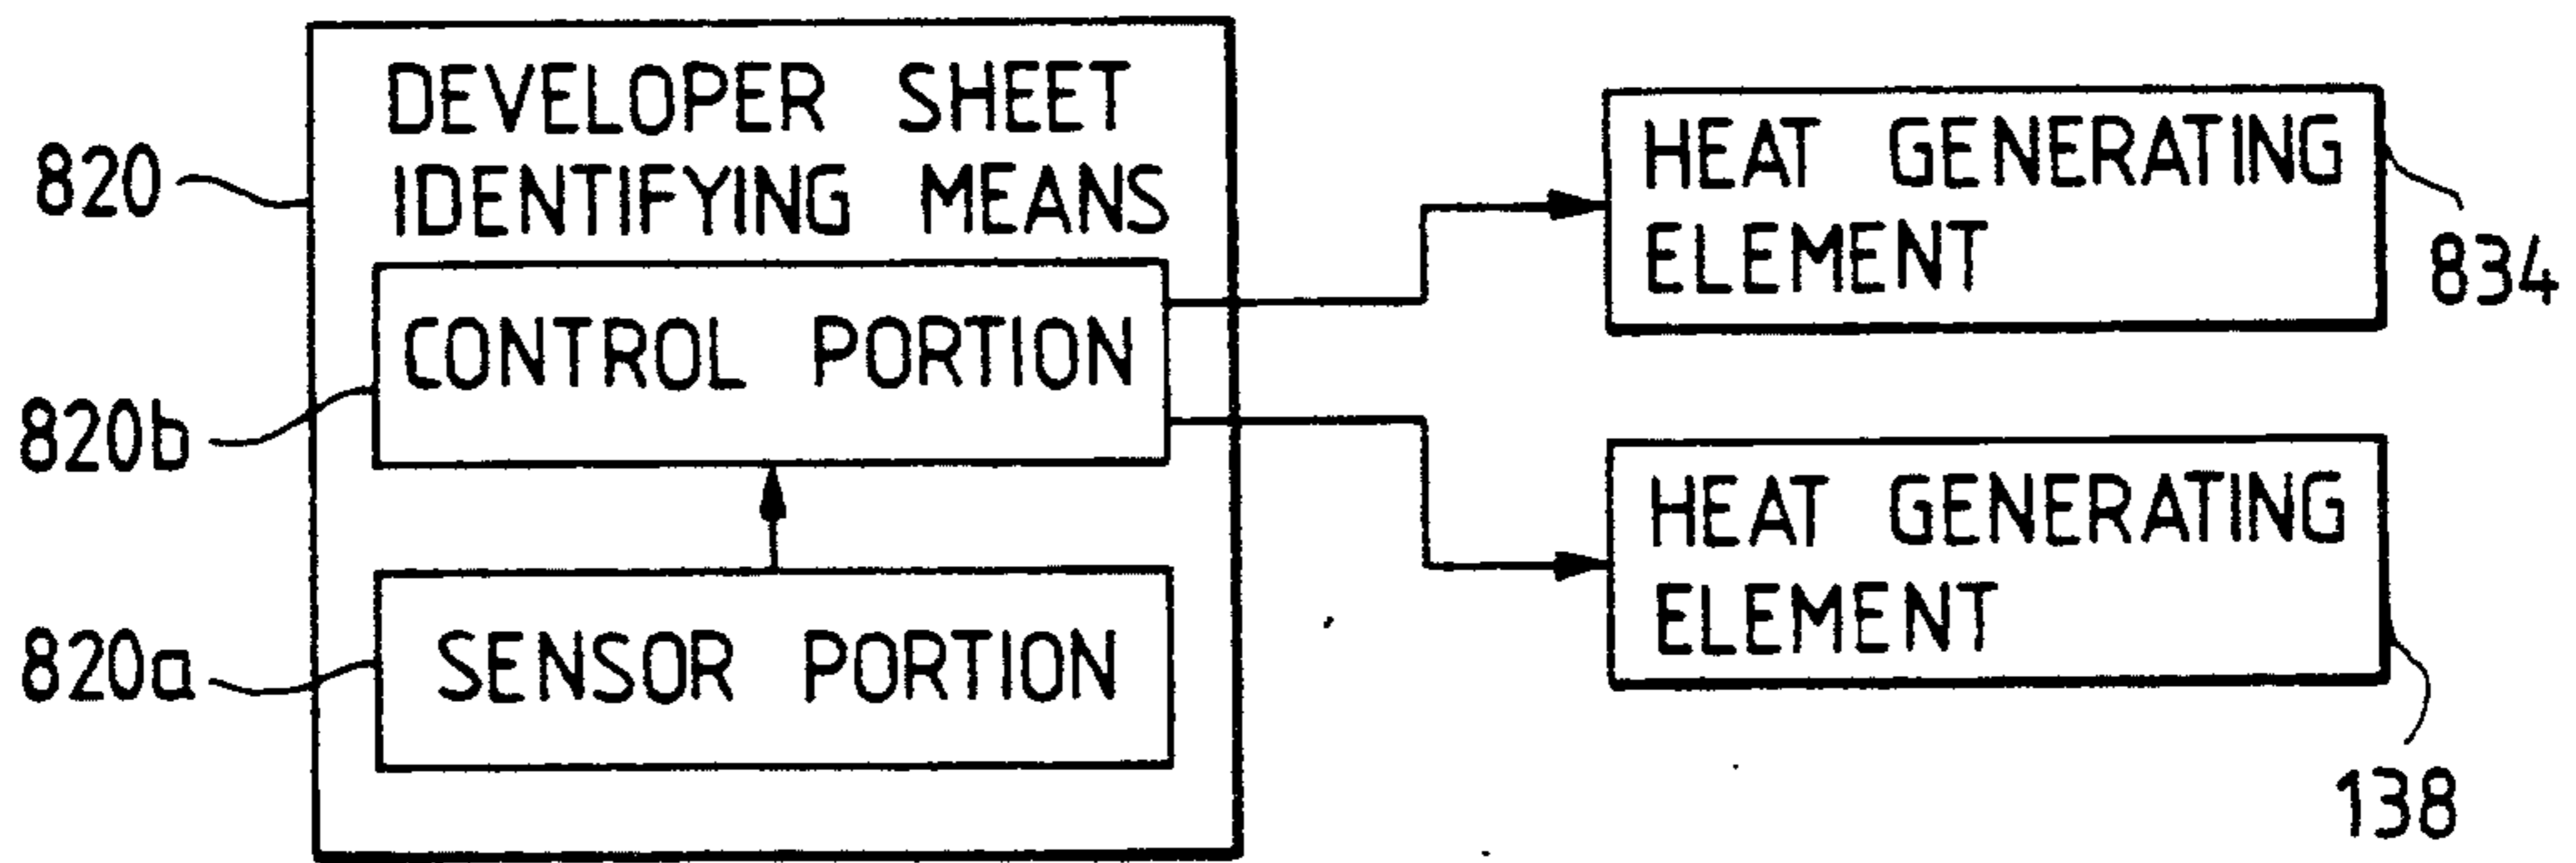 DEVELOPER SHEET
IDENTIFYING MEANS
820
CONTROL PORTION
820b
SENSOR PORTION
820a
HEAT GENERATING
ELEMENT
834
HEAT GENERATING
ELEMENT
138